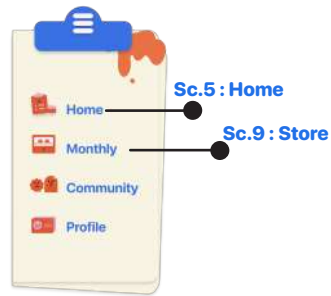 Sc.5 : Home
Home
Sc.9 : Store
Monthly
Community
Profile